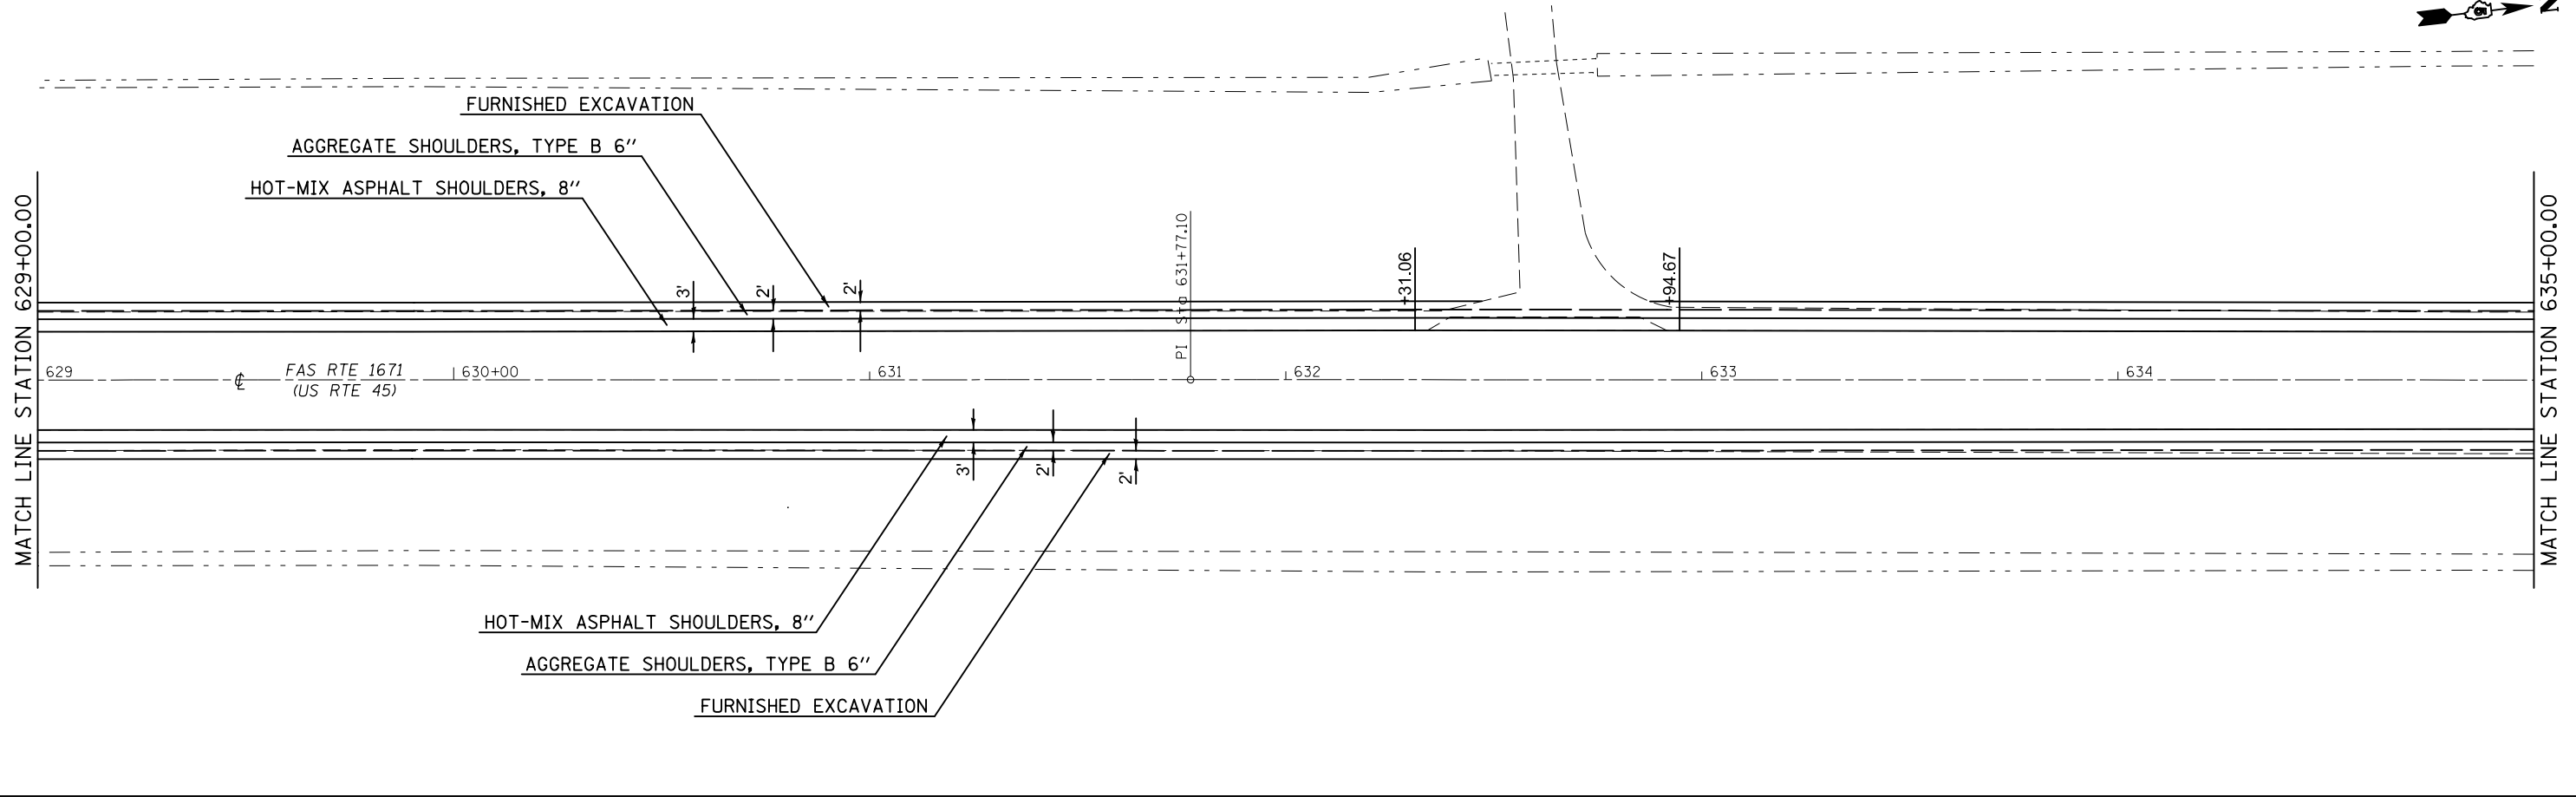 N
FURNISHED EXCAVATION
AGGREGATE SHOULDERS, TYPE B 6"
HOT-MIX ASPHALT SHOULDERS, 8"
MATCH LINE STATION 629+00.00
MATCH LINE STATION 635+00.00
PI Sta 631+77.10
+31.06
+94.67
3'
2'
2'
629
℄
FAS RTE 1671
(US RTE 45)
630+00
631
632
633
634
3'
2'
2'
HOT-MIX ASPHALT SHOULDERS, 8"
AGGREGATE SHOULDERS, TYPE B 6"
FURNISHED EXCAVATION